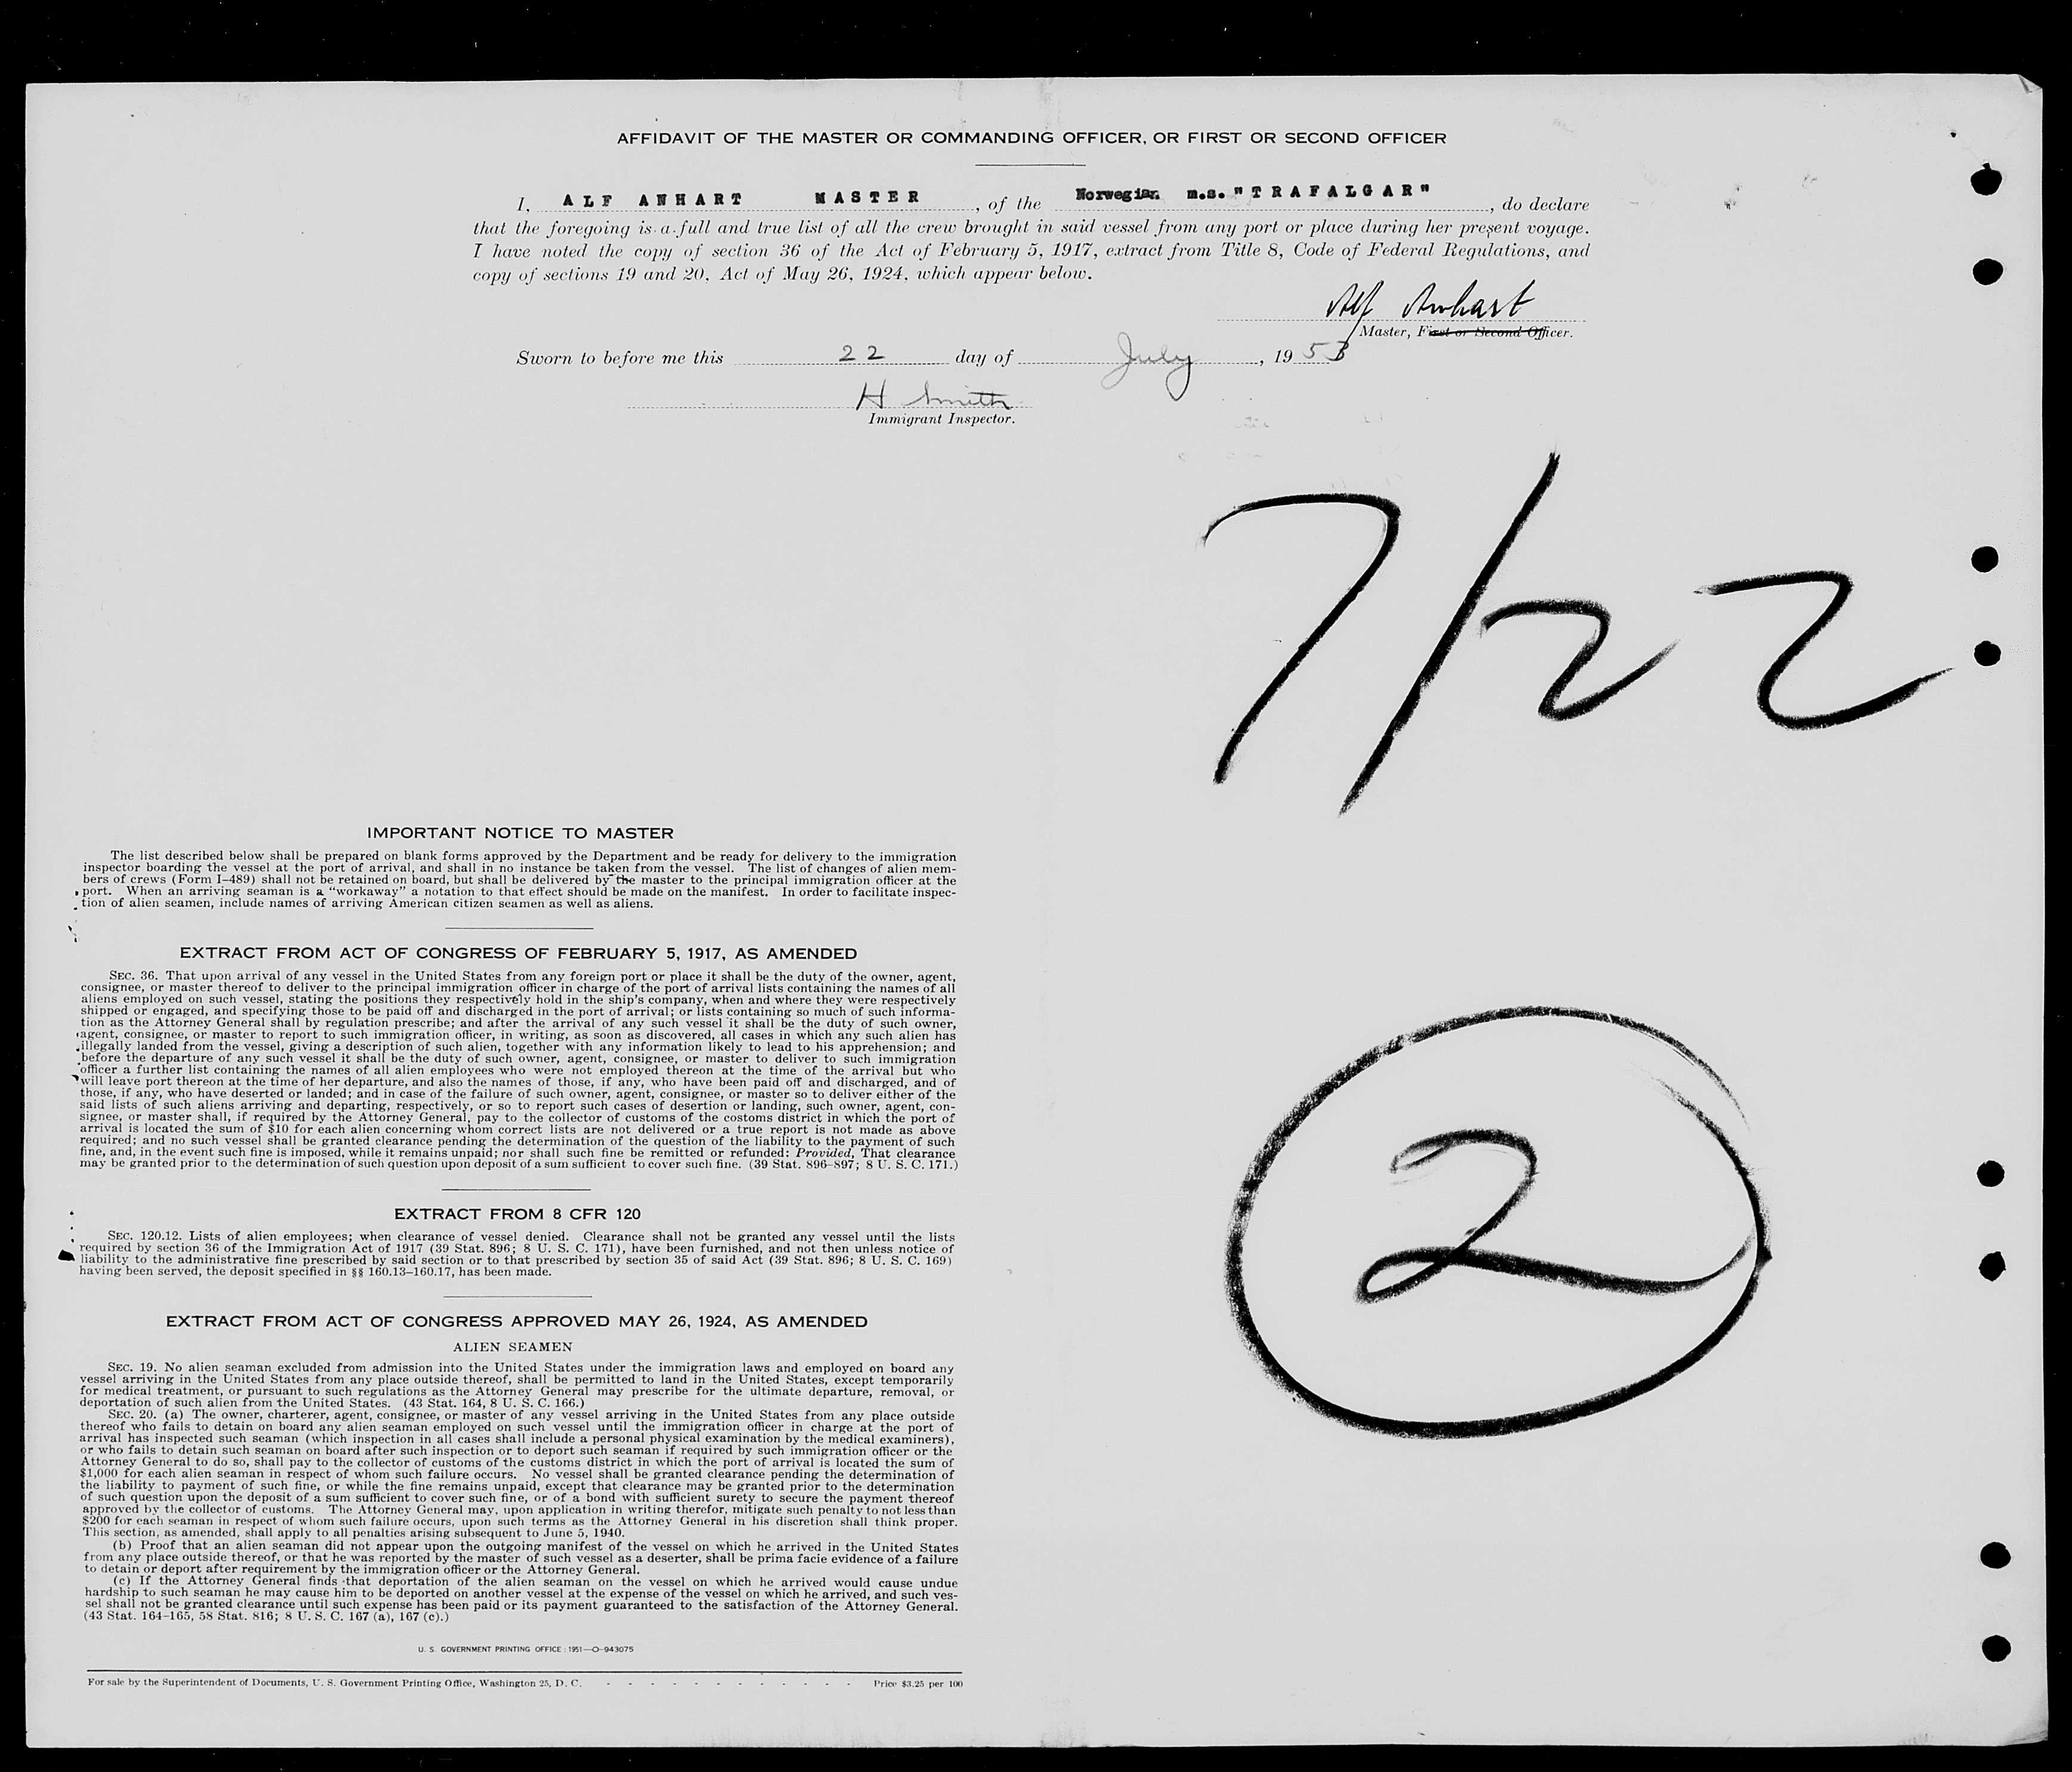 AFFIDAVIT OF THE MASTER OR COMMANDING OFFICER, OR FIRST OR SECOND OFFICER
I, ALF ANHART MASTER, of the Norwegian m.s. "TRAFALGAR", do declare
that the foregoing is a full and true list of all the crew brought in said vessel from any port or place during her present voyage.
I have noted the copy of section 36 of the Act of February 5, 1917, extract from Title 8, Code of Federal Regulations, and
copy of sections 19 and 20, Act of May 26, 1924, which appear below.
Alf Anhart
Master, First or Second Officer.
Sworn to before me this 22 day of July, 1953
H Smith
Immigrant Inspector.
7/22
IMPORTANT NOTICE TO MASTER
The list described below shall be prepared on blank forms approved by the Department and be ready for delivery to the immigration
inspector boarding the vessel at the port of arrival, and shall in no instance be taken from the vessel. The list of changes of alien mem-
bers of crews (Form I–489) shall not be retained on board, but shall be delivered by the master to the principal immigration officer at the
port. When an arriving seaman is a "workaway" a notation to that effect should be made on the manifest. In order to facilitate inspec-
tion of alien seamen, include names of arriving American citizen seamen as well as aliens.
EXTRACT FROM ACT OF CONGRESS OF FEBRUARY 5, 1917, AS AMENDED
SEC. 36. That upon arrival of any vessel in the United States from any foreign port or place it shall be the duty of the owner, agent,
consignee, or master thereof to deliver to the principal immigration officer in charge of the port of arrival lists containing the names of all
aliens employed on such vessel, stating the positions they respectively hold in the ship's company, when and where they were respectively
shipped or engaged, and specifying those to be paid off and discharged in the port of arrival; or lists containing so much of such informa-
tion as the Attorney General shall by regulation prescribe; and after the arrival of any such vessel it shall be the duty of such owner,
agent, consignee, or master to report to such immigration officer, in writing, as soon as discovered, all cases in which any such alien has
illegally landed from the vessel, giving a description of such alien, together with any information likely to lead to his apprehension; and
before the departure of any such vessel it shall be the duty of such owner, agent, consignee, or master to deliver to such immigration
officer a further list containing the names of all alien employees who were not employed thereon at the time of the arrival but who
will leave port thereon at the time of her departure, and also the names of those, if any, who have been paid off and discharged, and of
those, if any, who have deserted or landed; and in case of the failure of such owner, agent, consignee, or master so to deliver either of the
said lists of such aliens arriving and departing, respectively, or so to report such cases of desertion or landing, such owner, agent, con-
signee, or master shall, if required by the Attorney General, pay to the collector of customs of the costoms district in which the port of
arrival is located the sum of $10 for each alien concerning whom correct lists are not delivered or a true report is not made as above
required; and no such vessel shall be granted clearance pending the determination of the question of the liability to the payment of such
fine, and, in the event such fine is imposed, while it remains unpaid; nor shall such fine be remitted or refunded: Provided, That clearance
may be granted prior to the determination of such question upon deposit of a sum sufficient to cover such fine. (39 Stat. 896–897; 8 U. S. C. 171.)
EXTRACT FROM 8 CFR 120
SEC. 120.12. Lists of alien employees; when clearance of vessel denied. Clearance shall not be granted any vessel until the lists
required by section 36 of the Immigration Act of 1917 (39 Stat. 896; 8 U. S. C. 171), have been furnished, and not then unless notice of
liability to the administrative fine prescribed by said section or to that prescribed by section 35 of said Act (39 Stat. 896; 8 U. S. C. 169)
having been served, the deposit specified in §§ 160.13–160.17, has been made.
EXTRACT FROM ACT OF CONGRESS APPROVED MAY 26, 1924, AS AMENDED
ALIEN SEAMEN
SEC. 19. No alien seaman excluded from admission into the United States under the immigration laws and employed on board any
vessel arriving in the United States from any place outside thereof, shall be permitted to land in the United States, except temporarily
for medical treatment, or pursuant to such regulations as the Attorney General may prescribe for the ultimate departure, removal, or
deportation of such alien from the United States. (43 Stat. 164, 8 U. S. C. 166.)
SEC. 20. (a) The owner, charterer, agent, consignee, or master of any vessel arriving in the United States from any place outside
thereof who fails to detain on board any alien seaman employed on such vessel until the immigration officer in charge at the port of
arrival has inspected such seaman (which inspection in all cases shall include a personal physical examination by the medical examiners),
or who fails to detain such seaman on board after such inspection or to deport such seaman if required by such immigration officer or the
Attorney General to do so, shall pay to the collector of customs of the customs district in which the port of arrival is located the sum of
$1,000 for each alien seaman in respect of whom such failure occurs. No vessel shall be granted clearance pending the determination of
the liability to payment of such fine, or while the fine remains unpaid, except that clearance may be granted prior to the determination
of such question upon the deposit of a sum sufficient to cover such fine, or of a bond with sufficient surety to secure the payment thereof
approved by the collector of customs. The Attorney General may, upon application in writing therefor, mitigate such penalty to not less than
$200 for each seaman in respect of whom such failure occurs, upon such terms as the Attorney General in his discretion shall think proper.
This section, as amended, shall apply to all penalties arising subsequent to June 5, 1940.
(b) Proof that an alien seaman did not appear upon the outgoing manifest of the vessel on which he arrived in the United States
from any place outside thereof, or that he was reported by the master of such vessel as a deserter, shall be prima facie evidence of a failure
to detain or deport after requirement by the immigration officer or the Attorney General.
(c) If the Attorney General finds that deportation of the alien seaman on the vessel on which he arrived would cause undue
hardship to such seaman he may cause him to be deported on another vessel at the expense of the vessel on which he arrived, and such ves-
sel shall not be granted clearance until such expense has been paid or its payment guaranteed to the satisfaction of the Attorney General.
(43 Stat. 164–165, 58 Stat. 816; 8 U. S. C. 167 (a), 167 (c).)
U. S. GOVERNMENT PRINTING OFFICE : 1951—O-943075
For sale by the Superintendent of Documents, U. S. Government Printing Office, Washington 25, D. C. - - - - - - - - - - - - Price $3.25 per 100
2